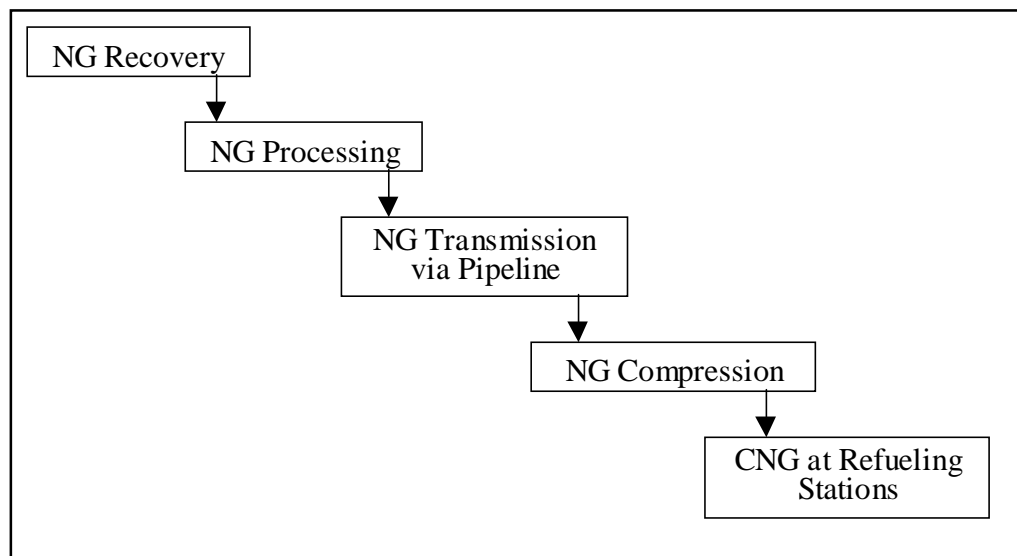 NG Recovery
NG Processing
NG Transmission
via Pipeline
NG Compression
CNG at Refueling
Stations